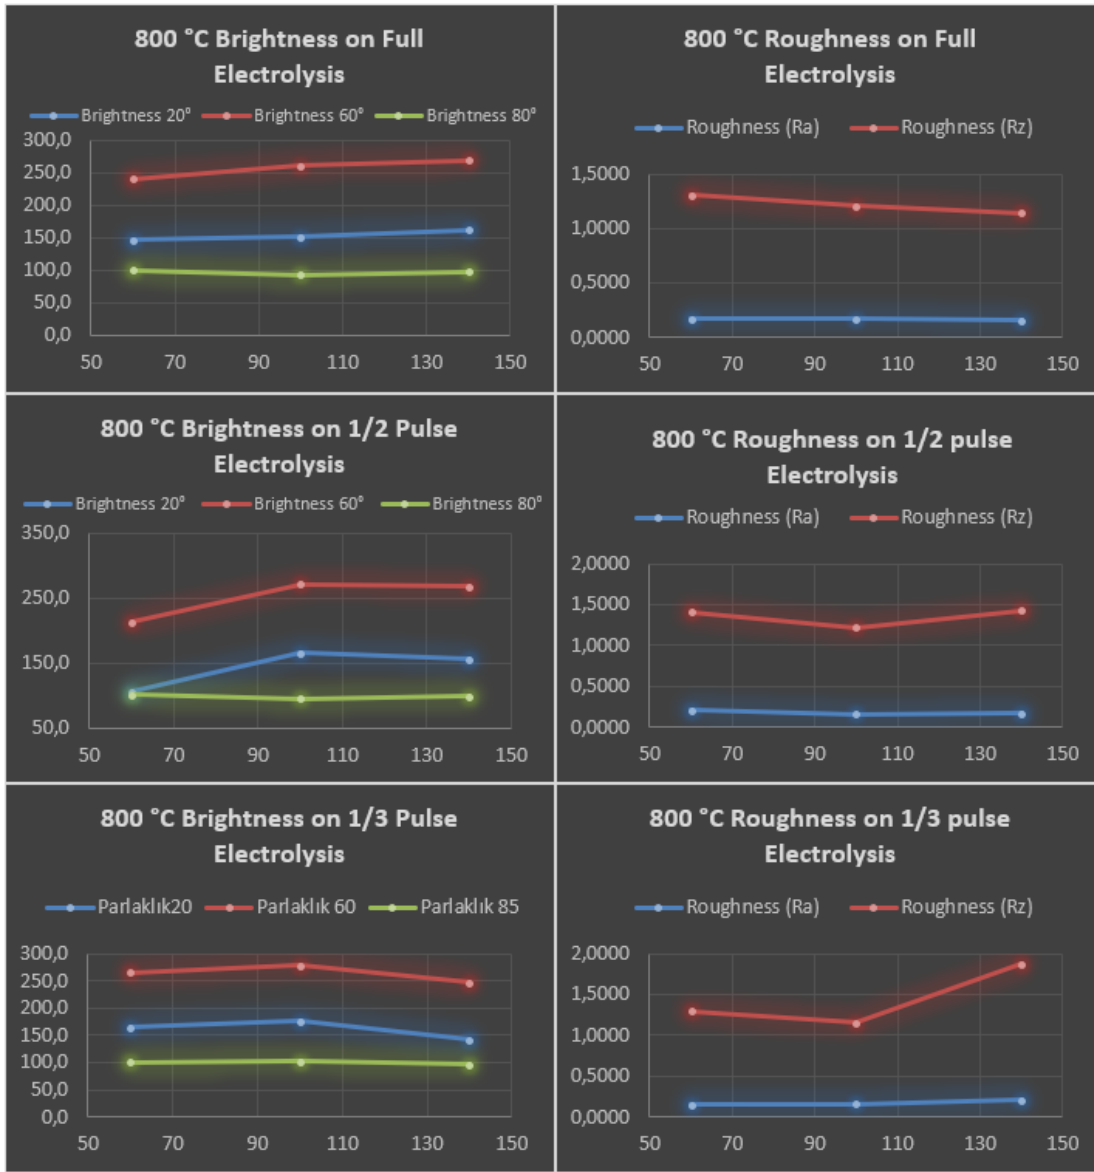 800 °C Brightness on Full
Electrolysis
Brightness 20° Brightness 60° Brightness 80°
300,0
250,0
200,0
150,0
100,0
50,0
0,0
50 70 90 110 130 150
800 °C Roughness on Full
Electrolysis
Roughness (Ra) Roughness (Rz)
1,5000
1,0000
0,5000
0,0000
50 70 90 110 130 150
800 °C Brightness on 1/2 Pulse
Electrolysis
Brightness 20° Brightness 60° Brightness 80°
350,0
250,0
150,0
50,0
50 70 90 110 130 150
800 °C Roughness on 1/2 pulse
Electrolysis
Roughness (Ra) Roughness (Rz)
2,0000
1,5000
1,0000
0,5000
0,0000
50 70 90 110 130 150
800 °C Brightness on 1/3 Pulse
Electrolysis
Parlaklık20 Parlaklık 60 Parlaklık 85
300,0
250,0
200,0
150,0
100,0
50,0
0,0
50 70 90 110 130 150
800 °C Roughness on 1/3 pulse
Electrolysis
Roughness (Ra) Roughness (Rz)
2,0000
1,5000
1,0000
0,5000
0,0000
50 70 90 110 130 150